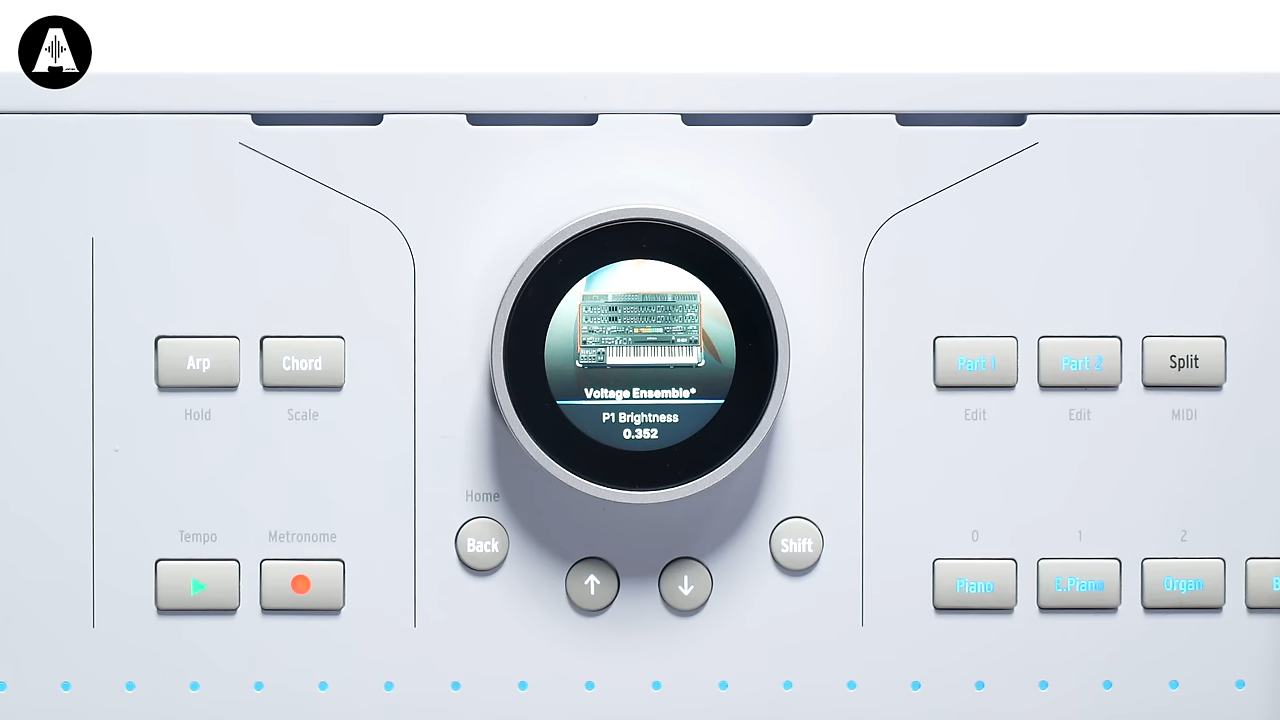 A
Arp
Chord
Hold
Scale
Voltage Ensemble*
P1 Brightness
0.352
Part 1
Part 2
Split
Edit
Edit
MIDI
Home
Back
Shift
Tempo
Metronome
0
1
2
Piano
E.Piano
Organ
B